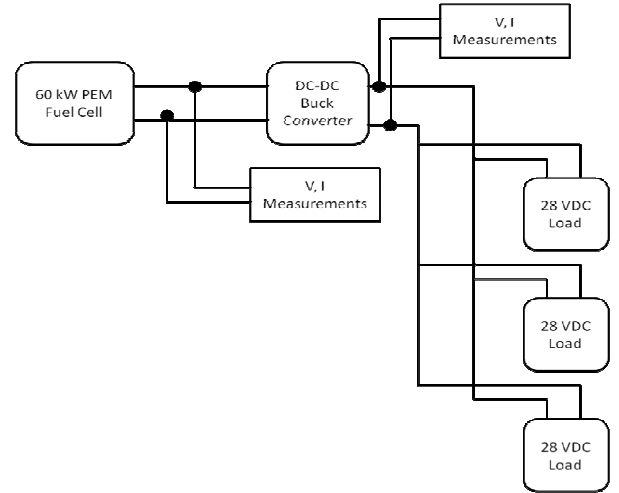 V, I
Measurements
60 kW PEM
Fuel Cell
DC-DC
Buck
Converter
V, I
Measurements
28 VDC
Load
28 VDC
Load
28 VDC
Load